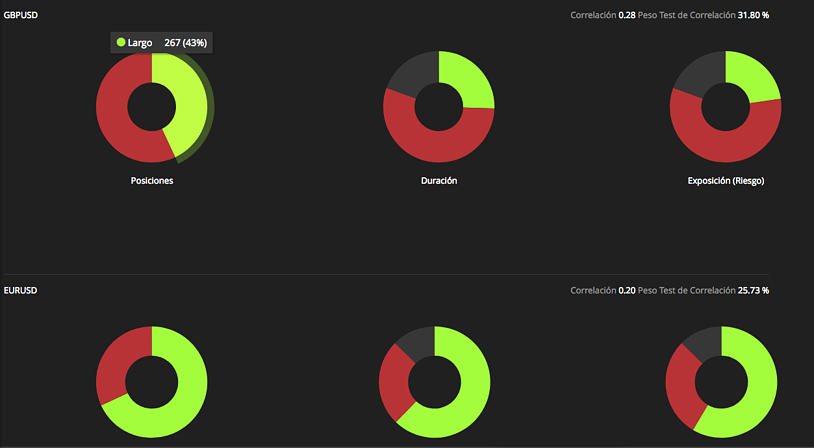 GBPUSD
Correlación 0.28 Peso Test de Correlación 31.80 %
Largo 267 (43%)
Posiciones
Duración
Exposición (Riesgo)
EURUSD
Correlación 0.20 Peso Test de Correlación 25.73 %